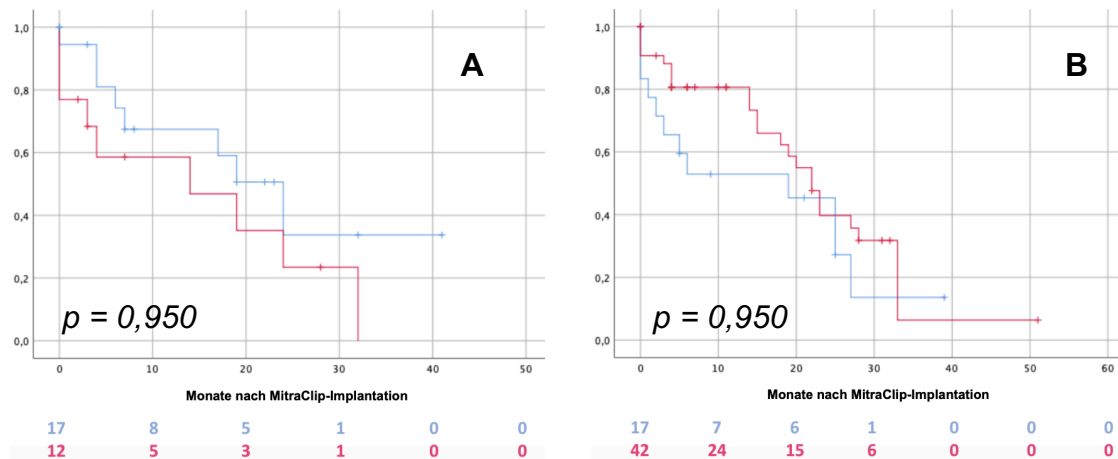 A
1,0
0,8
0,6
0,4
0,2
0,0
p = 0,950
0 10 20 30 40 50
Monate nach MitraClip-Implantation
17 8 5 1 0 0
12 5 3 1 0 0
B
1,0
0,8
0,6
0,4
0,2
0,0
p = 0,950
0 10 20 30 40 50 60
Monate nach MitraClip-Implantation
17 7 6 1 0 0 0
42 24 15 6 0 0 0